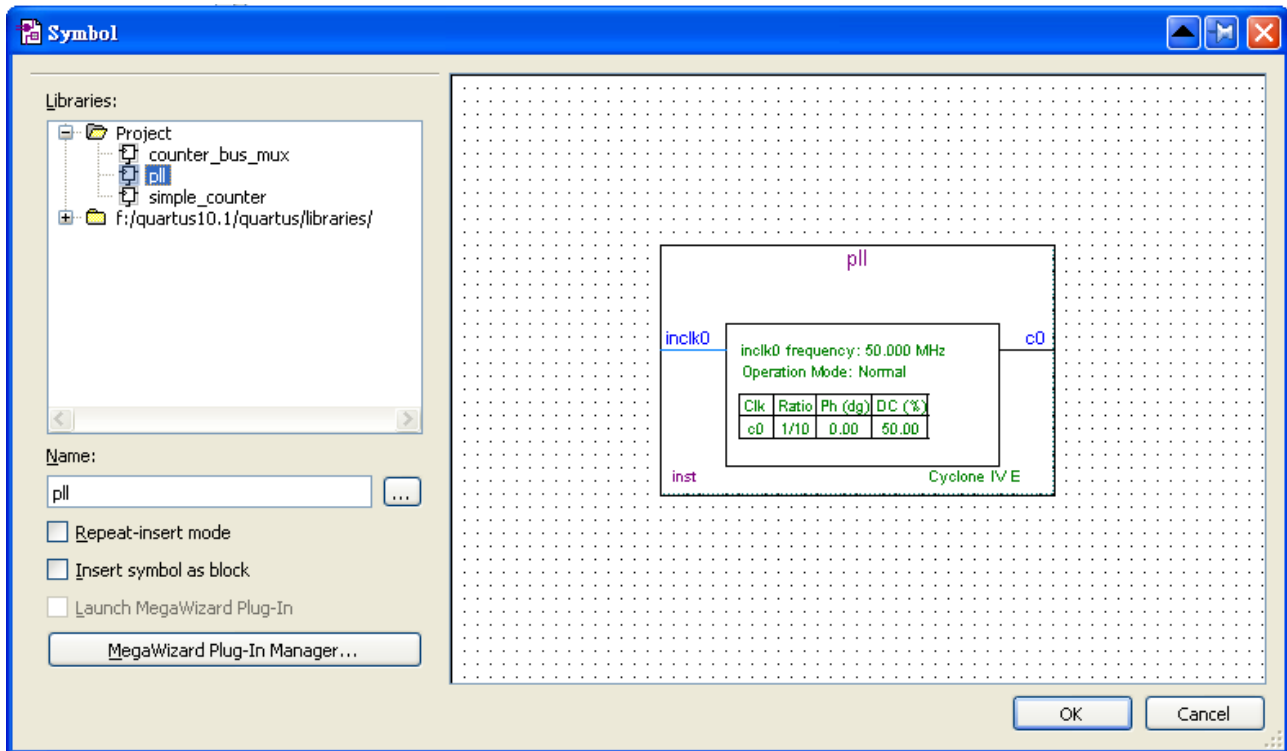 Symbol
Libraries:
Project
counter_bus_mux
pll
simple_counter
f:/quartus10.1/quartus/libraries/
Name:
pll
...
Repeat-insert mode
Insert symbol as block
Launch MegaWizard Plug-In
MegaWizard Plug-In Manager...
pll
inclk0
c0
inclk0 frequency: 50.000 MHz
Operation Mode: Normal
Clk Ratio Ph (dg) DC (%)
c0 1/10 0.00 50.00
inst
Cyclone IV E
OK
Cancel